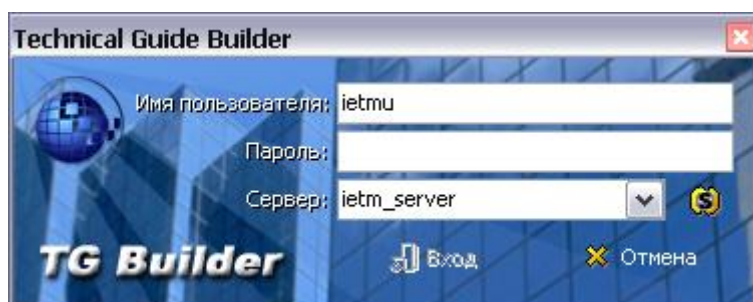 Technical Guide Builder
Имя пользователя: ietmu
Пароль:
Сервер: ietm_server
S
TG Builder Вход Отмена